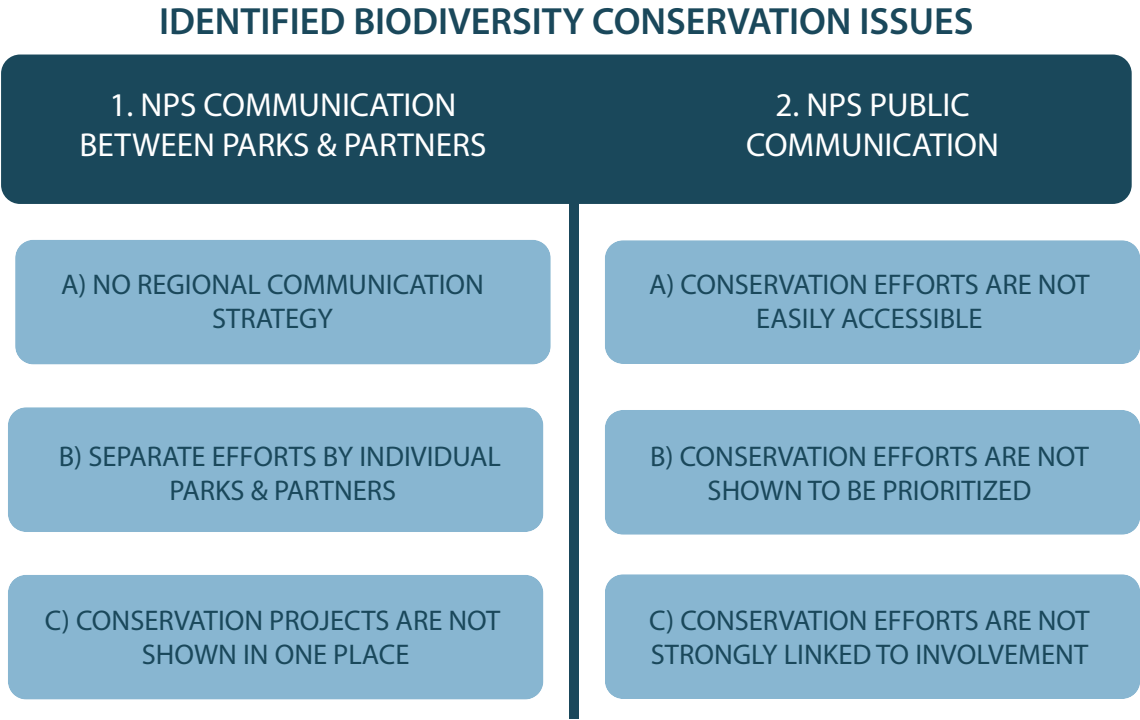 IDENTIFIED BIODIVERSITY CONSERVATION ISSUES
1. NPS COMMUNICATION
BETWEEN PARKS & PARTNERS
2. NPS PUBLIC
COMMUNICATION
A) NO REGIONAL COMMUNICATION
STRATEGY
B) SEPARATE EFFORTS BY INDIVIDUAL
PARKS & PARTNERS
C) CONSERVATION PROJECTS ARE NOT
SHOWN IN ONE PLACE
A) CONSERVATION EFFORTS ARE NOT
EASILY ACCESSIBLE
B) CONSERVATION EFFORTS ARE NOT
SHOWN TO BE PRIORITIZED
C) CONSERVATION EFFORTS ARE NOT
STRONGLY LINKED TO INVOLVEMENT